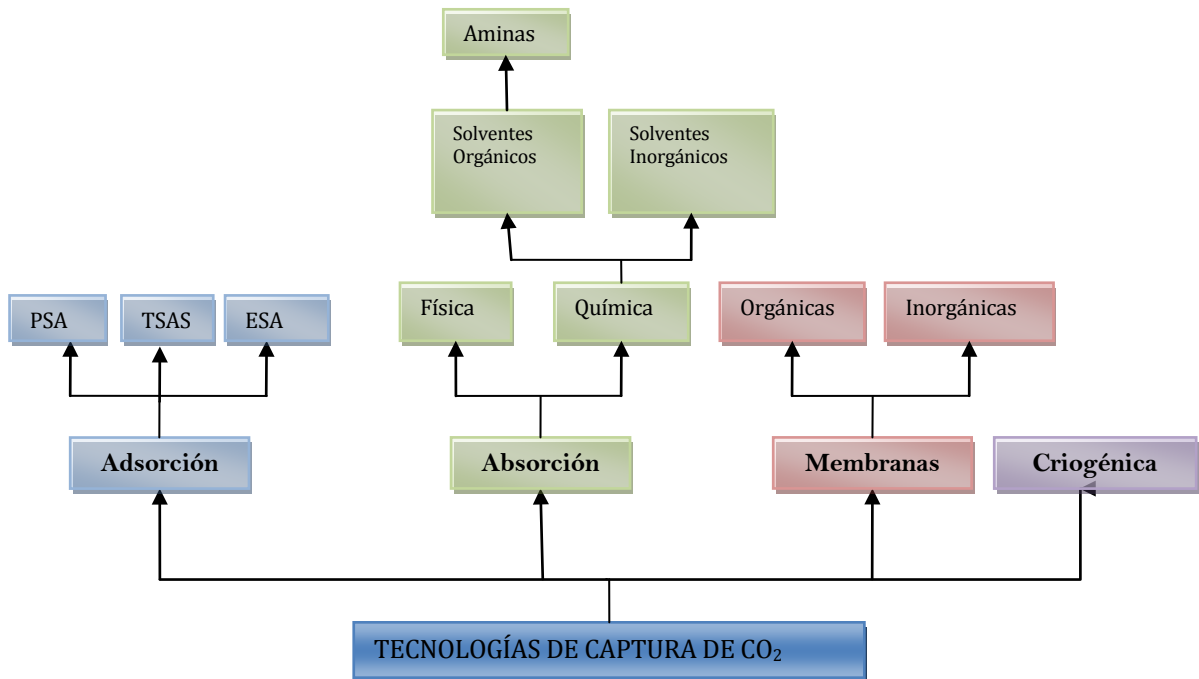 Aminas
Solventes
Orgánicos
Solventes
Inorgánicos
PSA
TSAS
ESA
Física
Química
Orgánicas
Inorgánicas
Adsorción
Absorción
Membranas
Criogénica
TECNOLOGÍAS DE CAPTURA DE CO₂